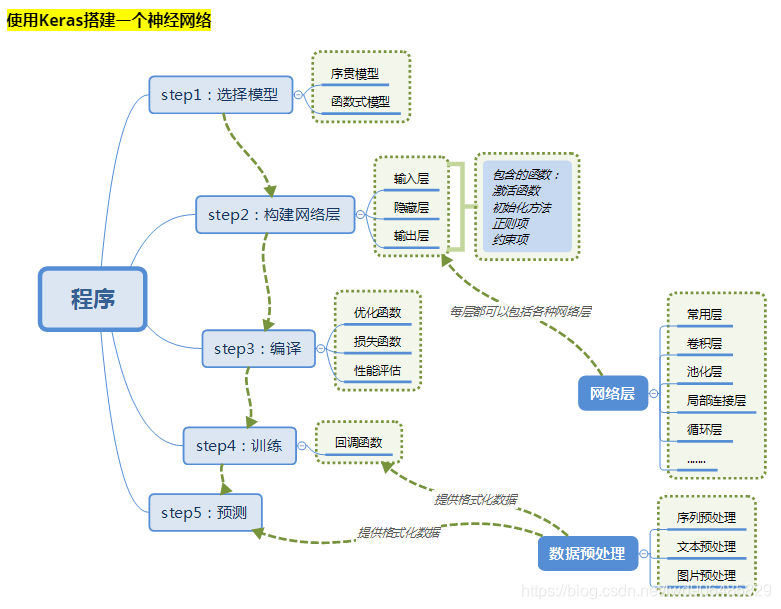 使用Keras搭建一个神经网络
程序
step1：选择模型
序贯模型
函数式模型
step2：构建网络层
输入层
隐藏层
输出层
包含的函数：
激活函数
初始化方法
正则项
约束项
step3：编译
优化函数
损失函数
性能评估
step4：训练
回调函数
step5：预测
每层都可以包括各种网络层
网络层
常用层
卷积层
池化层
局部连接层
循环层
......
提供格式化数据
提供格式化数据
数据预处理
序列预处理
文本预处理
图片预处理